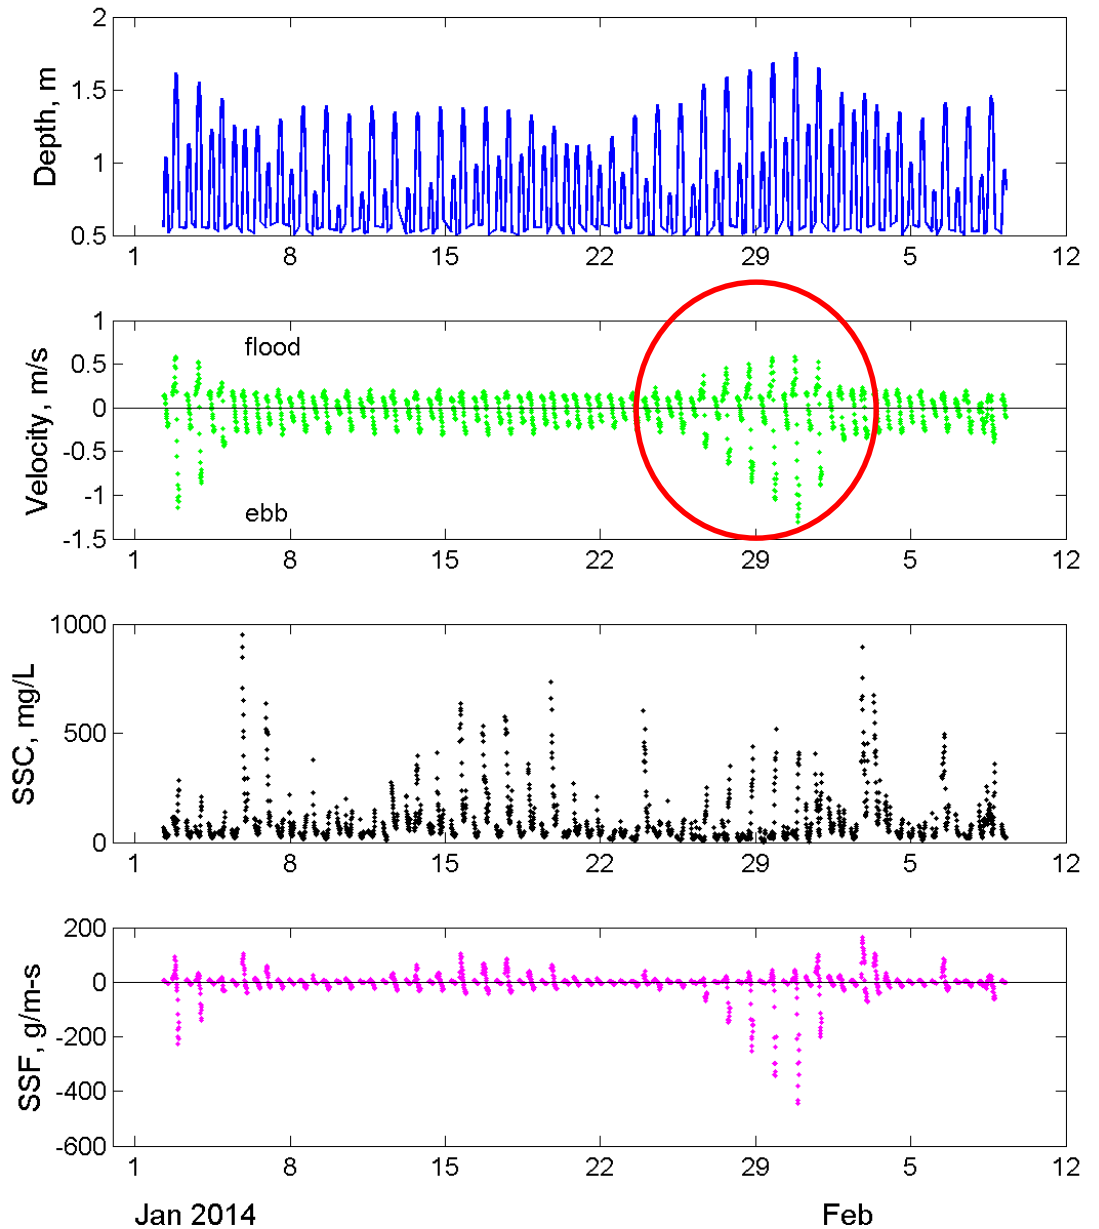 2
1.5
1
0.5
Depth, m
1 8 15 22 29 5 12
1
0.5
0
-0.5
-1
-1.5
Velocity, m/s
flood
ebb
1 8 15 22 29 5 12
1000
500
0
SSC, mg/L
1 8 15 22 29 5 12
200
0
-200
-400
-600
SSF, g/m-s
1 8 15 22 29 5 12
Jan 2014 Feb